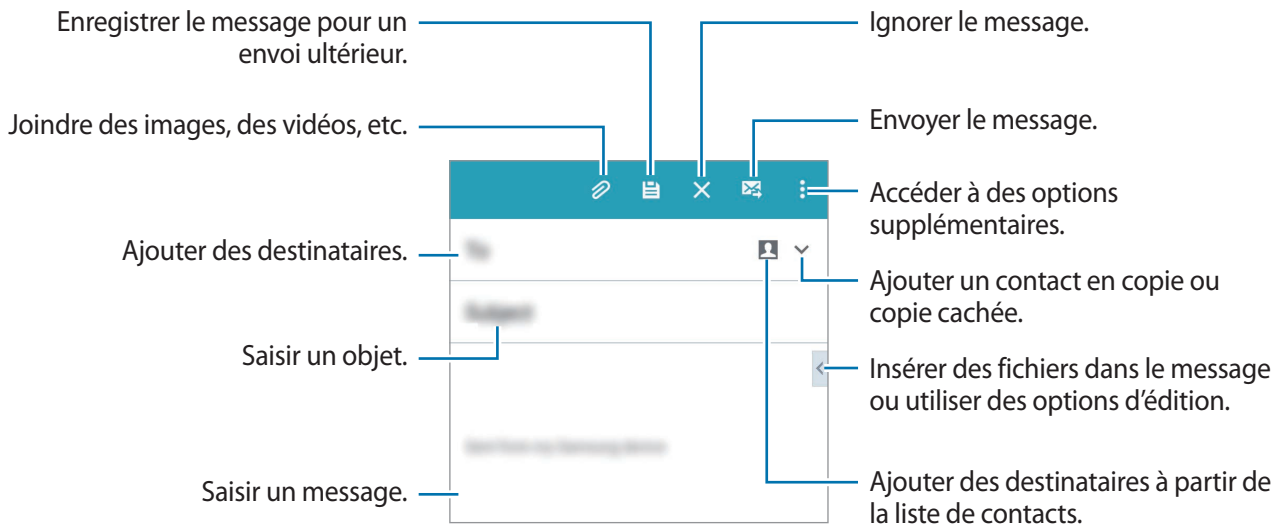 Enregistrer le message pour un
envoi ultérieur.
Joindre des images, des vidéos, etc.
Ajouter des destinataires.
Saisir un objet.
Saisir un message.
Ignorer le message.
Envoyer le message.
Accéder à des options
supplémentaires.
Ajouter un contact en copie ou
copie cachée.
Insérer des fichiers dans le message
ou utiliser des options d’édition.
Ajouter des destinataires à partir de
la liste de contacts.